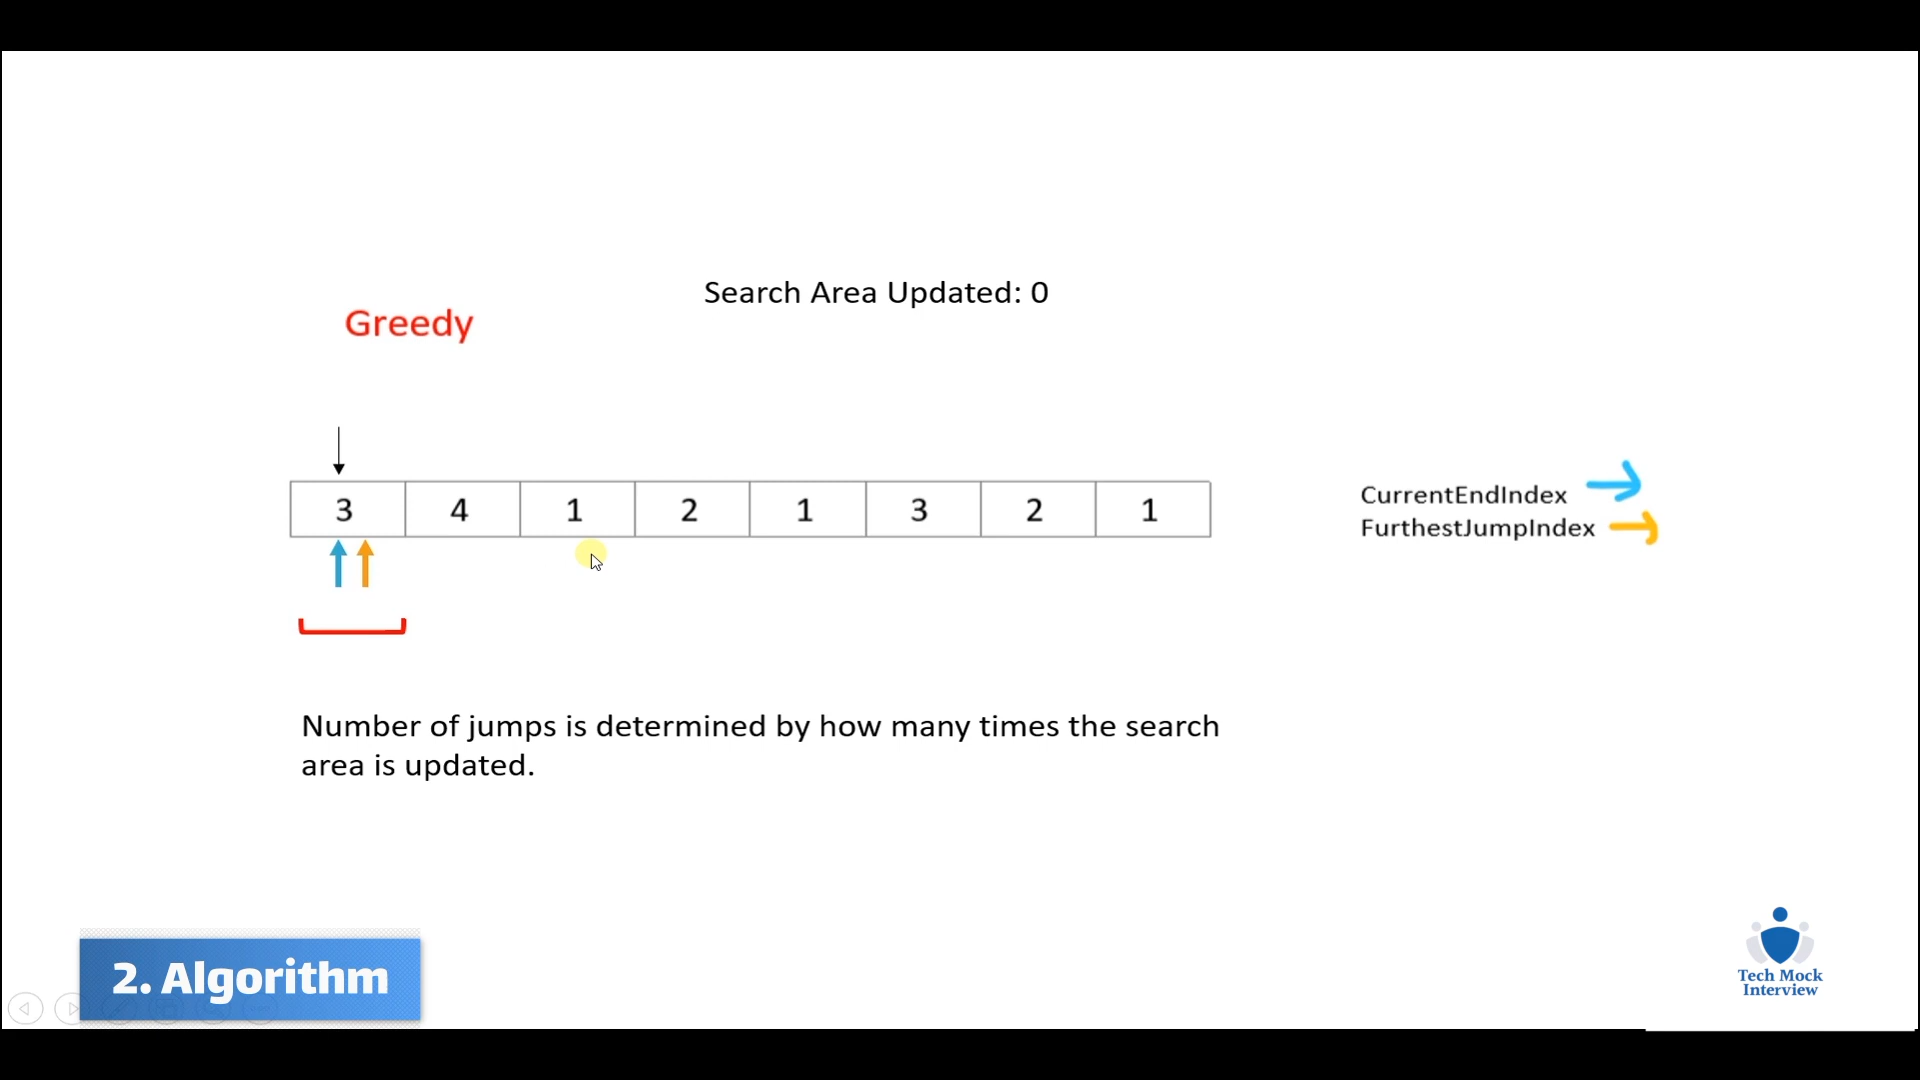 Search Area Updated: 0
Greedy
3 4 1 2 1 3 2 1
CurrentEndIndex
FurthestJumpIndex
Number of jumps is determined by how many times the search
area is updated.
2. Algorithm
Tech Mock
Interview